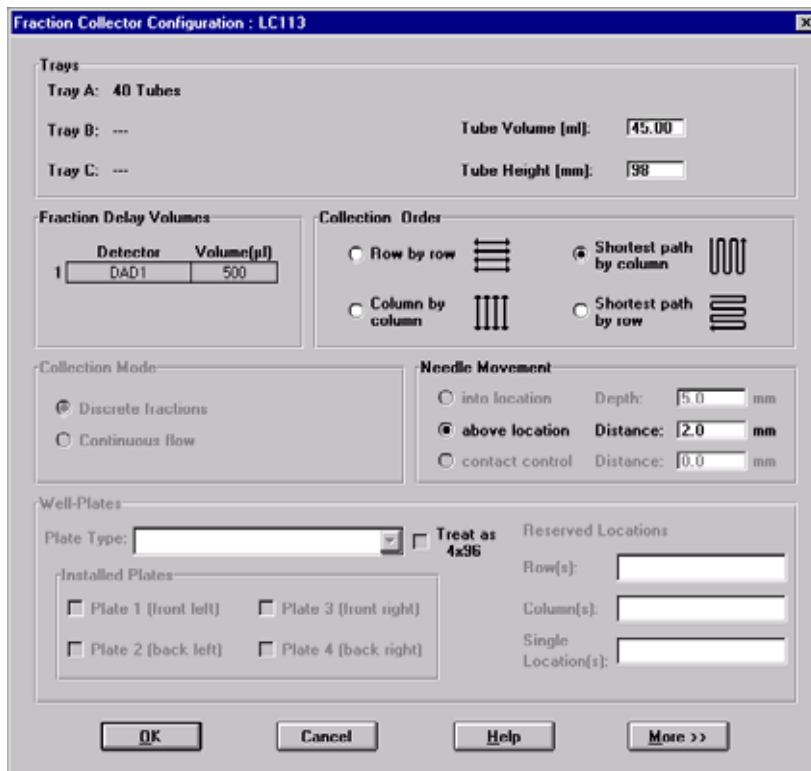 Fraction Collector Configuration : LC113
Trays
Tray A: 40 Tubes
Tray B: ---
Tube Volume [ml]: 45.00
Tray C: ---
Tube Height [mm]: 98
Fraction Delay Volumes
Detector Volume(µl)
1 DAD1 500
Collection Order
Row by row
Shortest path
by column
Column by
column
Shortest path
by row
Collection Mode
Discrete fractions
Continuous flow
Needle Movement
into location Depth: 5.0 mm
above location Distance: 2.0 mm
contact control Distance: 0.0 mm
Well-Plates
Plate Type:
Treat as
4x96
Installed Plates
Plate 1 (front left)
Plate 3 (front right)
Plate 2 (back left)
Plate 4 (back right)
Reserved Locations
Row(s):
Column(s):
Single
Location(s):
OK
Cancel
Help
More >>